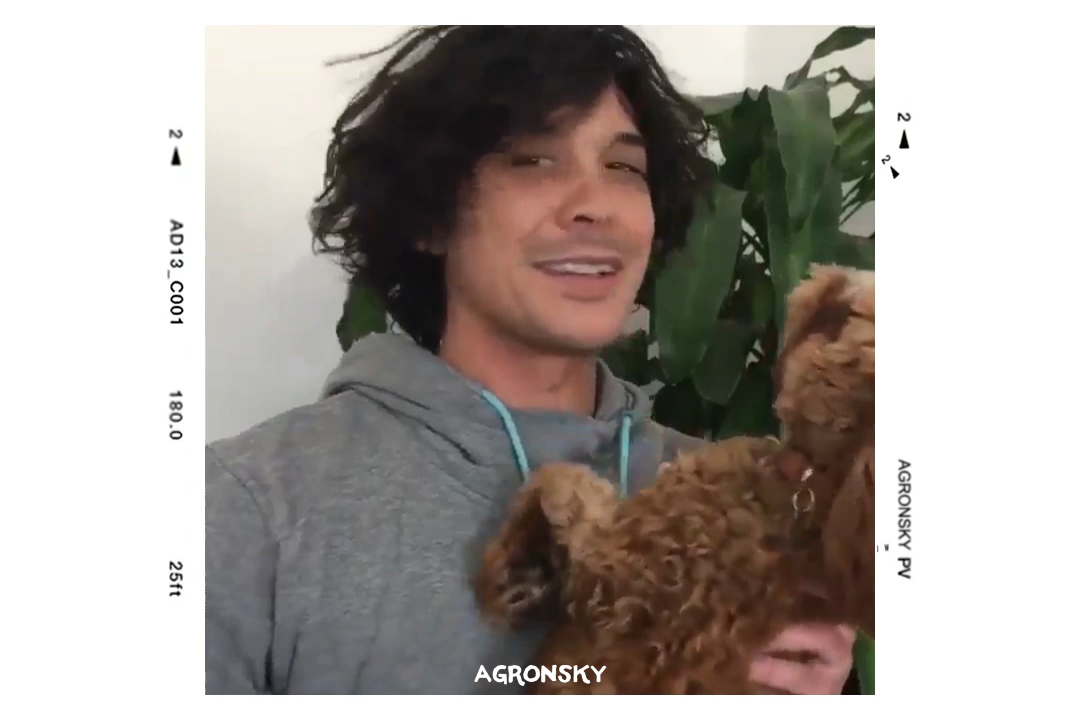 2
AD13_C001
180.0
25ft
2
2
AGRONSKY PV
AGRONSKY